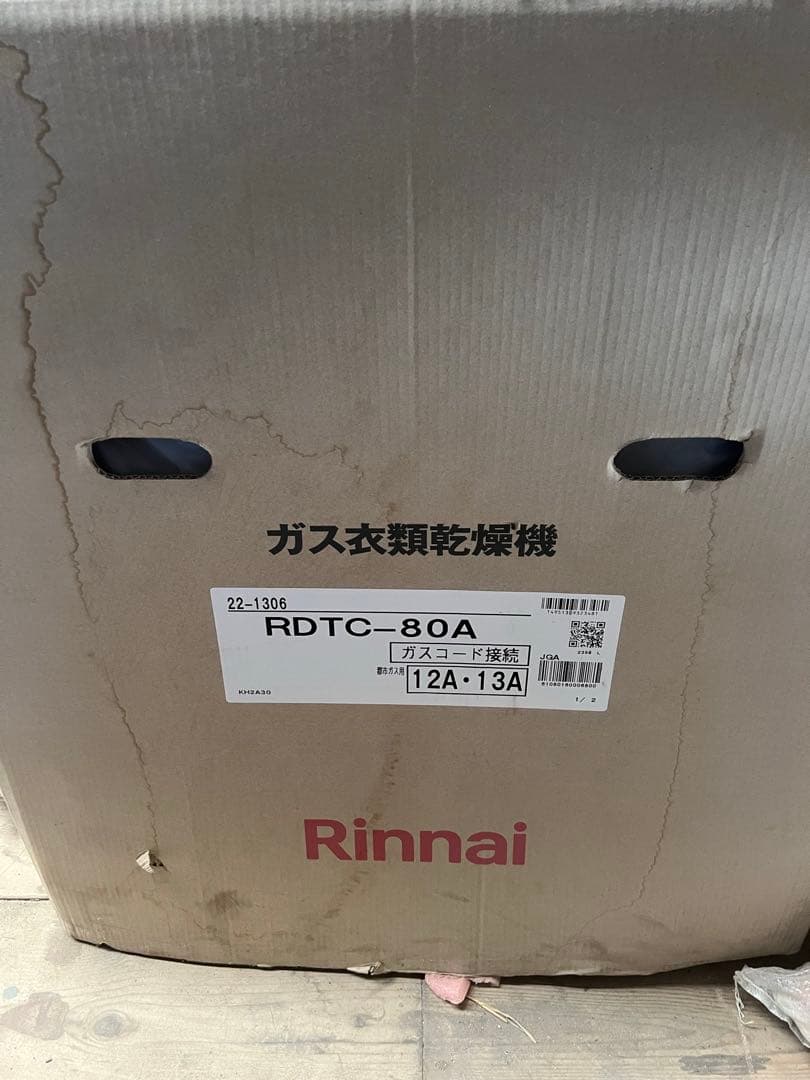 ガス衣類乾燥機
22-1306
RDTC-80A
ガスコード接続
JGA
都市ガス用
12A・13A
KH2A30
1/ 2
Rinnai